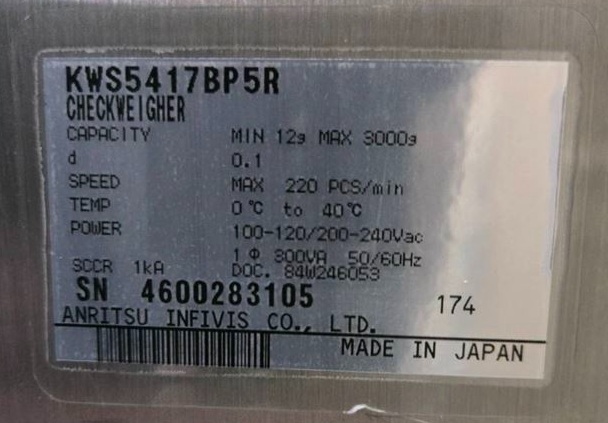 KWS5417BP5R
CHECKWEIGHER
CAPACITY MIN 12g MAX 3000g
d 0.1
SPEED MAX 220 PCS/min
TEMP 0℃ to 40℃
POWER 100-120/200-240Vac
1Φ 300VA 50/60Hz
SCCR 1kA DOC. 84W246053
SN 4600283105 174
ANRITSU INFIVIS CO., LTD.
MADE IN JAPAN